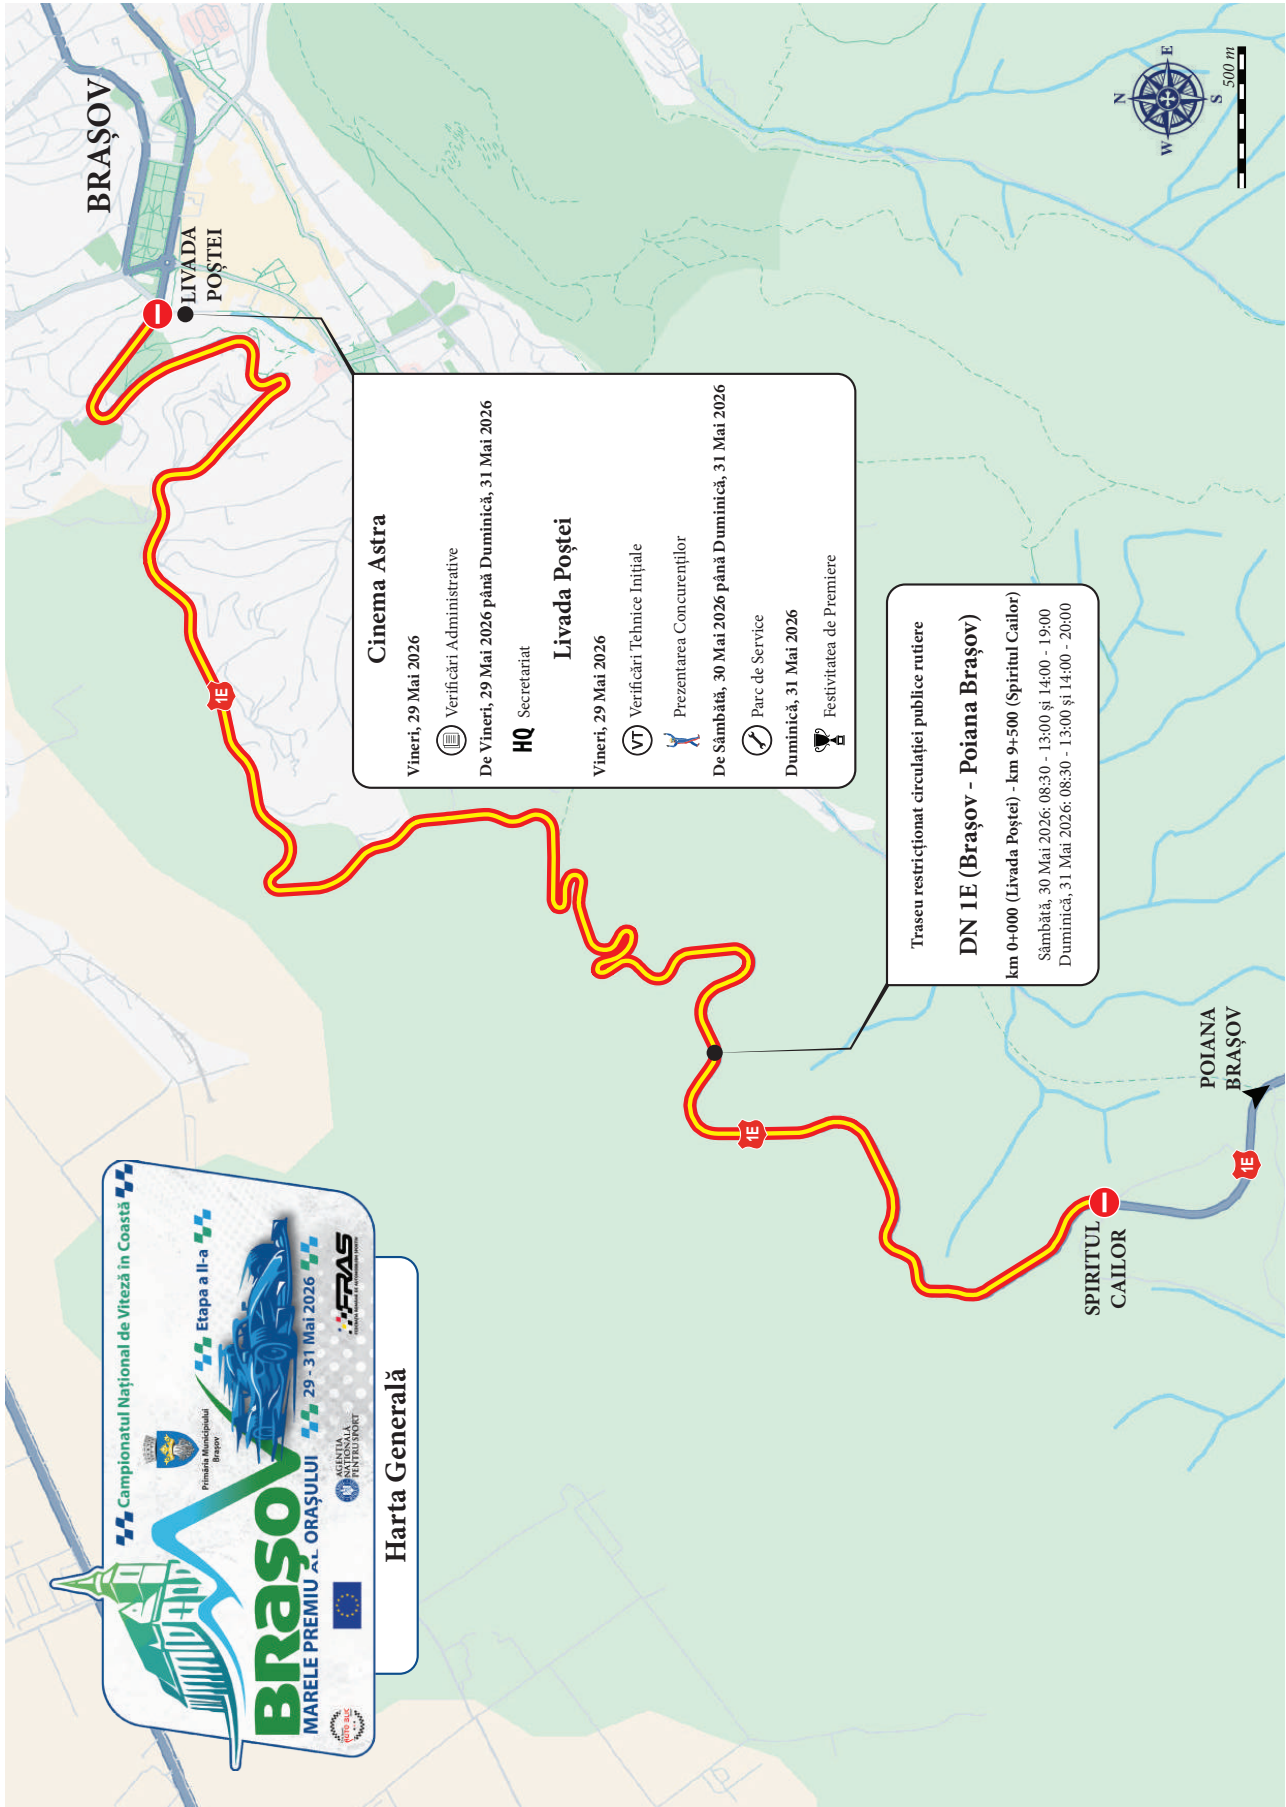 Campionatul Național de Viteză în Coastă
Primăria Municipiului
Brașov
Etapa a II-a
BRașov
MARELE PREMIU AL ORAȘULUI
29 - 31 Mai 2026
AUTO BLIC
AGENȚIA
NAȚIONALĂ
PENTRU SPORT
FRAS
FEDERAȚIA ROMÂNĂ DE AUTOMOBILISM SPORTIV
Harta Generală
BRAȘOV
LIVADA
POȘTEI
1E
Cinema Astra
Vineri, 29 Mai 2026
Verificări Administrative
De Vineri, 29 Mai 2026 până Duminică, 31 Mai 2026
HQ Secretariat
Livada Poștei
Vineri, 29 Mai 2026
VT Verificări Tehnice Inițiale
Prezentarea Concurenților
De Sâmbătă, 30 Mai 2026 până Duminică, 31 Mai 2026
Parc de Service
Duminică, 31 Mai 2026
Festivitatea de Premiere
1E
Traseu restricționat circulației publice rutiere
DN 1E (Brașov - Poiana Brașov)
km 0+000 (Livada Poștei) - km 9+500 (Spiritul Cailor)
Sâmbătă, 30 Mai 2026: 08:30 - 13:00 și 14:00 - 19:00
Duminică, 31 Mai 2026: 08:30 - 13:00 și 14:00 - 20:00
SPIRITUL
CAILOR
1E
POIANA
BRAȘOV
N
E
S
W
500 m